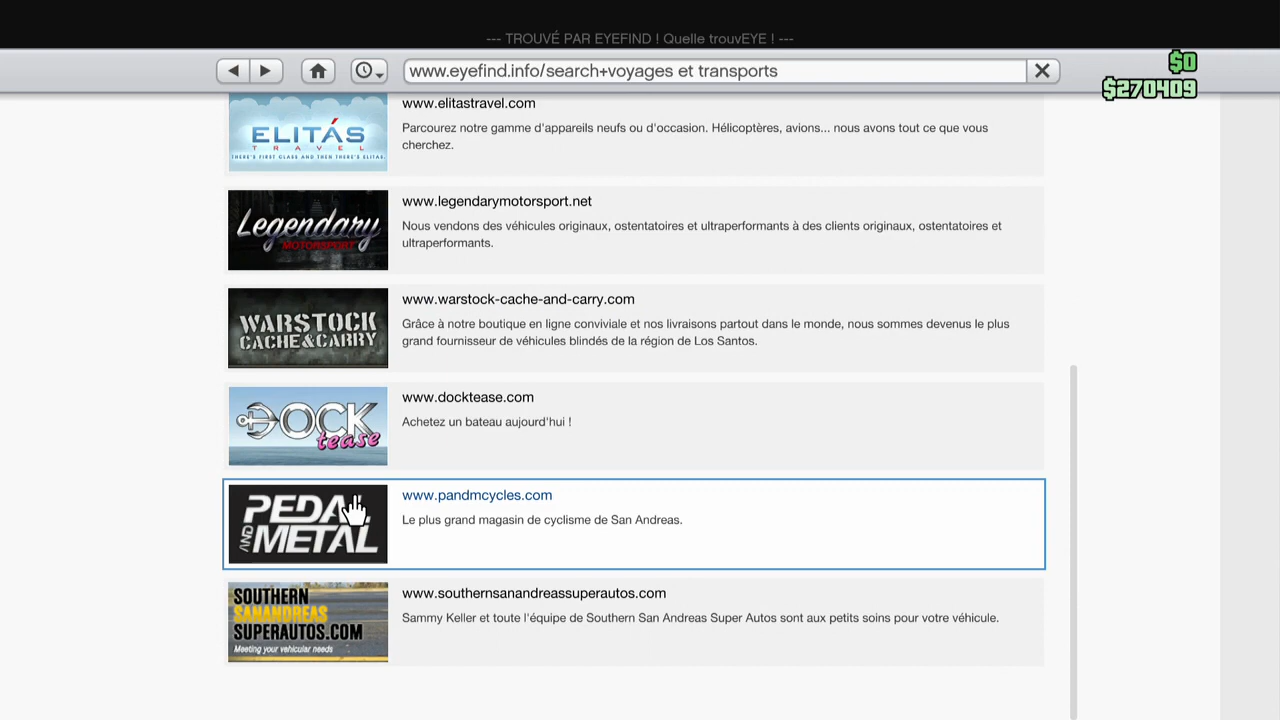 --- TROUVÉ PAR EYEFIND ! Quelle trouvEYE ! ---
www.eyefind.info/search+voyages et transports
$0
$270409
www.elitastravel.com
ELITÁS
TRAVEL
THERE'S FIRST CLASS AND THEN THERE'S ELITAS.
Parcourez notre gamme d'appareils neufs ou d'occasion. Hélicoptères, avions... nous avons tout ce que vous
cherchez.
Legendary
MOTORSPORT
www.legendarymotorsport.net
Nous vendons des véhicules originaux, ostentatoires et ultraperformants à des clients originaux, ostentatoires et
ultraperformants.
WARSTOCK
CACHE&CARRY
www.warstock-cache-and-carry.com
Grâce à notre boutique en ligne conviviale et nos livraisons partout dans le monde, nous sommes devenus le plus
grand fournisseur de véhicules blindés de la région de Los Santos.
DOCK
tease
www.docktease.com
Achetez un bateau aujourd'hui !
PEDAL
AND METAL
www.pandmcycles.com
Le plus grand magasin de cyclisme de San Andreas.
SOUTHERN
SANANDREAS
SUPERAUTOS.COM
Meeting your vehicular needs
www.southernsanandreassuperautos.com
Sammy Keller et toute l'équipe de Southern San Andreas Super Autos sont aux petits soins pour votre véhicule.